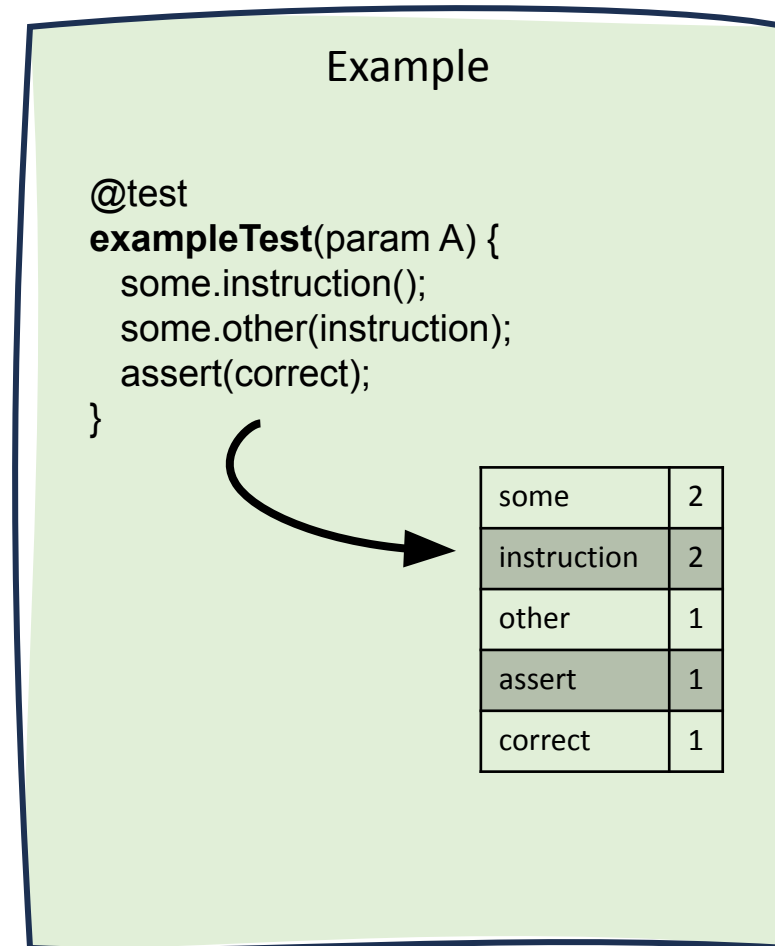 Example
@test
exampleTest(param A) {
some.instruction();
some.other(instruction);
assert(correct);
}
some 2
instruction 2
other 1
assert 1
correct 1